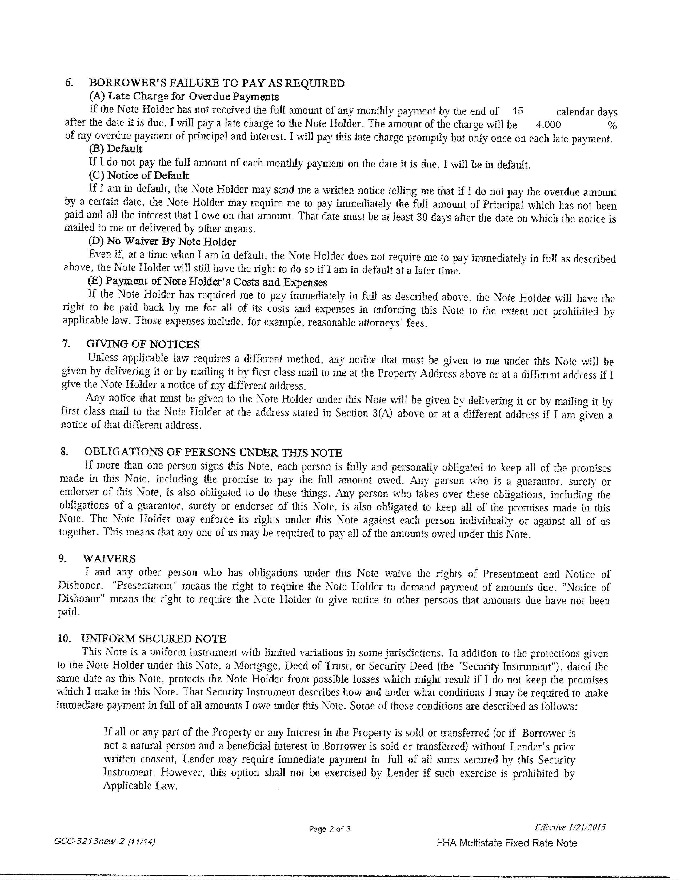 6. BORROWER'S FAILURE TO PAY AS REQUIRED
(A) Late Charge for Overdue Payments
If the Note Holder has not received the full amount of any monthly payment by the end of 15 calendar days
after the date it is due, I will pay a late charge to the Note Holder. The amount of the charge will be 4.000 %
of my overdue payment of principal and interest. I will pay this late charge promptly but only once on each late payment.
(B) Default
If I do not pay the full amount of each monthly payment on the date it is due, I will be in default.
(C) Notice of Default
If I am in default, the Note Holder may send me a written notice telling me that if I do not pay the overdue amount
by a certain date, the Note Holder may require me to pay immediately the full amount of Principal which has not been
paid and all the interest that I owe on that amount. That date must be at least 30 days after the date on which the notice is
mailed to me or delivered by other means.
(D) No Waiver By Note Holder
Even if, at a time when I am in default, the Note Holder does not require me to pay immediately in full as described
above, the Note Holder will still have the right to do so if I am in default at a later time.
(E) Payment of Note Holder's Costs and Expenses
If the Note Holder has required me to pay immediately in full as described above, the Note Holder will have the
right to be paid back by me for all of its costs and expenses in enforcing this Note to the extent not prohibited by
applicable law. Those expenses include, for example, reasonable attorneys' fees.
7. GIVING OF NOTICES
Unless applicable law requires a different method, any notice that must be given to me under this Note will be
given by delivering it or by mailing it by first class mail to me at the Property Address above or at a different address if I
give the Note Holder a notice of my different address.
Any notice that must be given to the Note Holder under this Note will be given by delivering it or by mailing it by
first class mail to the Note Holder at the address stated in Section 3(A) above or at a different address if I am given a
notice of that different address.
8. OBLIGATIONS OF PERSONS UNDER THIS NOTE
If more than one person signs this Note, each person is fully and personally obligated to keep all of the promises
made in this Note, including the promise to pay the full amount owed. Any person who is a guarantor, surety or
endorser of this Note, is also obligated to do these things. Any person who takes over these obligations, including the
obligations of a guarantor, surety or endorser of this Note, is also obligated to keep all of the promises made in this
Note. The Note Holder may enforce its rights under this Note against each person individually or against all of us
together. This means that any one of us may be required to pay all of the amounts owed under this Note.
9. WAIVERS
I and any other person who has obligations under this Note waive the rights of Presentment and Notice of
Dishonor. "Presentment" means the right to require the Note Holder to demand payment of amounts due. "Notice of
Dishonor" means the right to require the Note Holder to give notice to other persons that amounts due have not been
paid.
10. UNIFORM SECURED NOTE
This Note is a uniform instrument with limited variations in some jurisdictions. In addition to the protections given
to the Note Holder under this Note, a Mortgage, Deed of Trust, or Security Deed (the "Security Instrument"), dated the
same date as this Note, protects the Note Holder from possible losses which might result if I do not keep the promises
which I make in this Note. That Security Instrument describes how and under what conditions I may be required to make
immediate payment in full of all amounts I owe under this Note. Some of those conditions are described as follows:
If all or any part of the Property or any Interest in the Property is sold or transferred (or if Borrower is
not a natural person and a beneficial interest in Borrower is sold or transferred) without Lender's prior
written consent, Lender may require immediate payment in full of all sums secured by this Security
Instrument. However, this option shall not be exercised by Lender if such exercise is prohibited by
Applicable Law.
Page 2 of 3
Effective 1/21/2015
GCC-3213new-2 (11/14)
FHA Multistate Fixed Rate Note